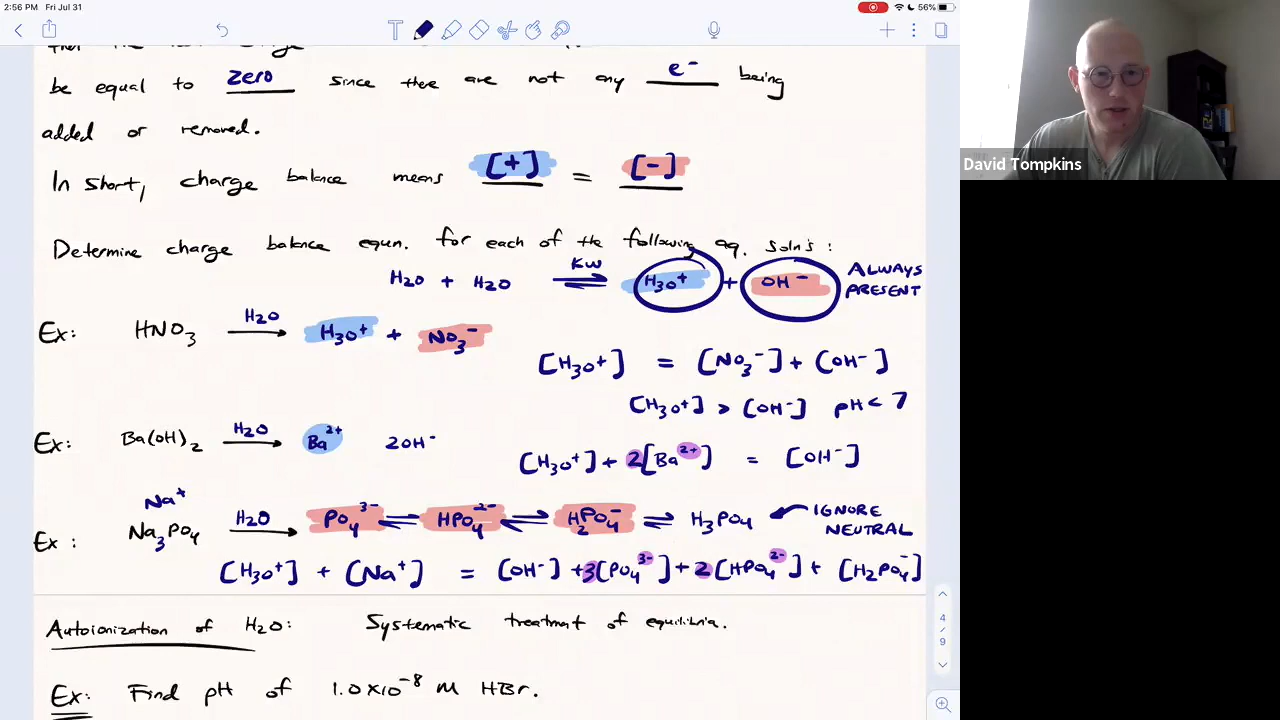 2:56 PM Fri Jul 31
56%
be equal to zero since there are not any e⁻ being
added or removed.
In short, charge balance means [+] = [-]
Determine charge balance equn. for each of the following aq. soln's:
H₂O + H₂O ⇌ Kw H₃O⁺ + OH⁻ ALWAYS PRESENT
Ex: HNO₃ H₂O → H₃O⁺ + NO₃⁻
[H₃O⁺] = [NO₃⁻] + [OH⁻]
[H₃O⁺] > [OH⁻] pH < 7
Ex: Ba(OH)₂ H₂O → Ba²⁺ 2OH⁻
[H₃O⁺] + 2[Ba²⁺] = [OH⁻]
Na⁺
Ex: Na₃PO₄ H₂O → PO₄³⁻ ⇌ HPO₄²⁻ ⇌ H₂PO₄⁻ ⇌ H₃PO₄ ← IGNORE NEUTRAL
[H₃O⁺] + [Na⁺] = [OH⁻] + 3[PO₄³⁻] + 2[HPO₄²⁻] + [H₂PO₄⁻]
Autoionization of H₂O: Systematic treatment of equilibria.
Ex: Find pH of 1.0×10⁻⁸ M HBr.
4/9
David Tompkins